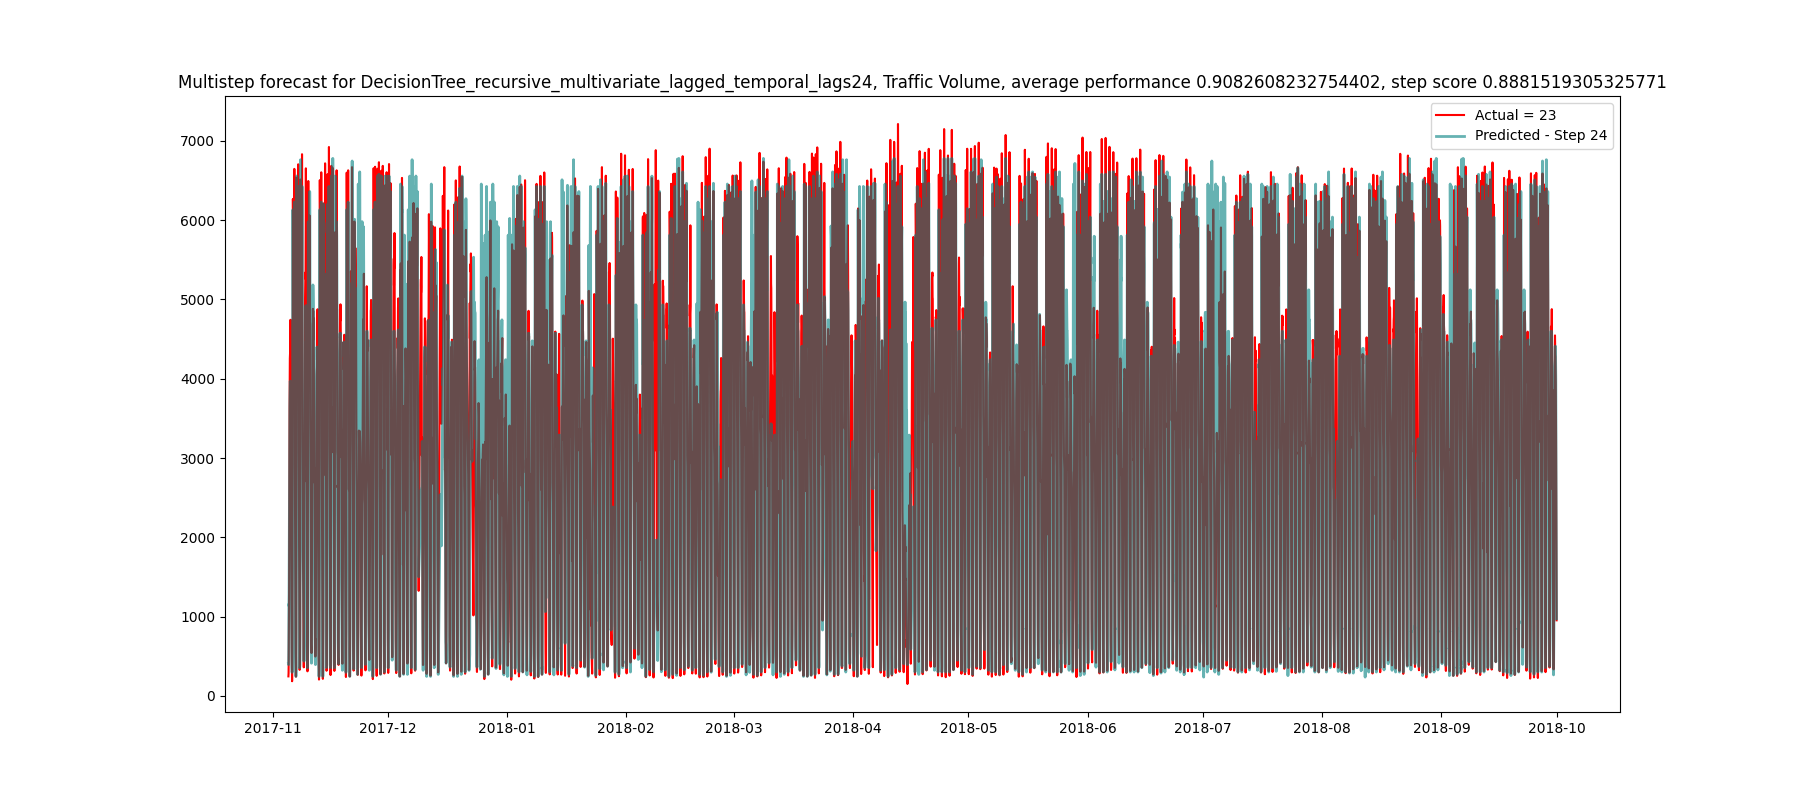 Multistep forecast for DecisionTree_recursive_multivariate_lagged_temporal_lags24, Traffic Volume, average performance 0.9082608232754402, step score 0.8881519305325771
Actual = 23
Predicted - Step 24
7000
6000
5000
4000
3000
2000
1000
0
2017-11 2017-12 2018-01 2018-02 2018-03 2018-04 2018-05 2018-06 2018-07 2018-08 2018-09 2018-10